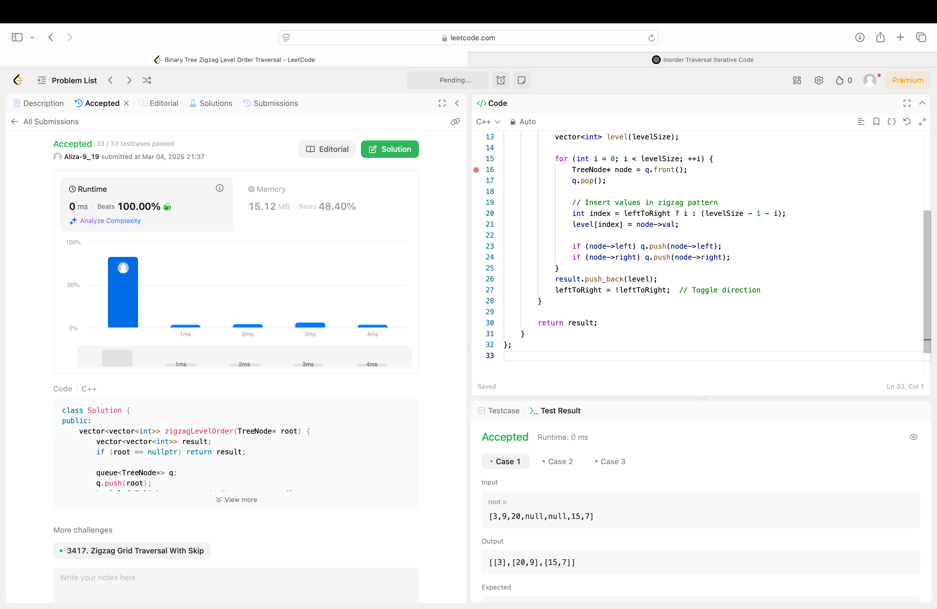 leetcode.com
Binary Tree Zigzag Level Order Traversal - LeetCode
Inorder Traversal Iterative Code
Problem List
Pending...
0
Premium
Description
Accepted
Editorial
Solutions
Submissions
All Submissions
Accepted 33 / 33 testcases passed
Aliza-9_19 submitted at Mar 04, 2025 21:37
Editorial
Solution
Runtime
0 ms Beats 100.00%
Analyze Complexity
Memory
15.12 MB Beats 48.40%
100%
50%
0%
1ms 2ms 3ms 4ms
1ms 2ms 3ms 4ms
Code C++
class Solution {
public:
vector<vector<int>> zigzagLevelOrder(TreeNode* root) {
vector<vector<int>> result;
if (root == nullptr) return result;
queue<TreeNode*> q;
q.push(root);
View more
More challenges
3417. Zigzag Grid Traversal With Skip
Write your notes here
</> Code
C++ Auto
13 vector<int> level(levelSize);
14
15 for (int i = 0; i < levelSize; ++i) {
16 TreeNode* node = q.front();
17 q.pop();
18
19 // Insert values in zigzag pattern
20 int index = leftToRight ? i : (levelSize - 1 - i);
21 level[index] = node->val;
22
23 if (node->left) q.push(node->left);
24 if (node->right) q.push(node->right);
25 }
26 result.push_back(level);
27 leftToRight = !leftToRight; // Toggle direction
28 }
29
30 return result;
31 }
32 };
33
Saved
Ln 33, Col 1
Testcase
Test Result
Accepted Runtime: 0 ms
Case 1
Case 2
Case 3
Input
root =
[3,9,20,null,null,15,7]
Output
[[3],[20,9],[15,7]]
Expected